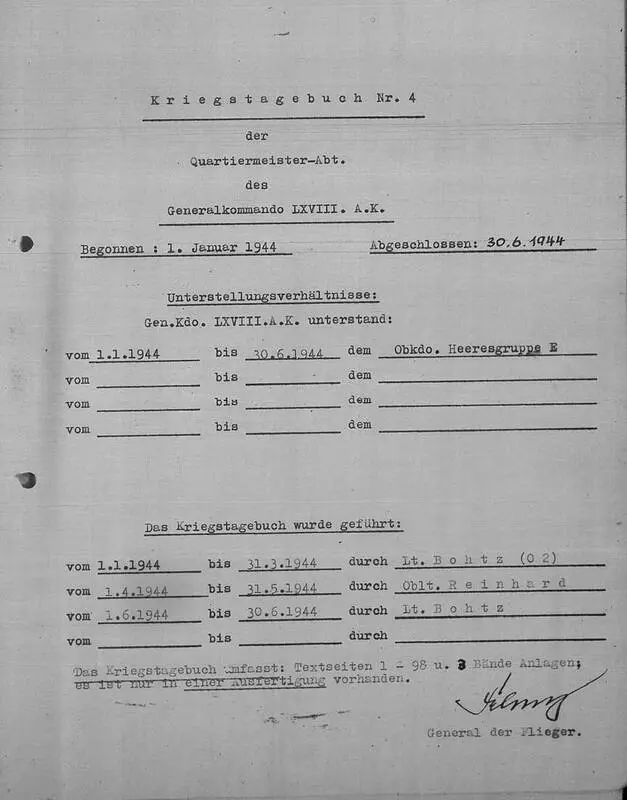 Kriegstagebuch Nr. 4
der
Quartiermeister-Abt.
des
Generalkommando LXVIII. A.K.
Begonnen : 1. Januar 1944 Abgeschlossen: 30.6.1944
Unterstellungsverhältnisse:
Gen.Kdo. LXVIII.A.K. unterstand:
vom 1.1.1944 bis 30.6.1944 dem Obkdo. Heeresgruppe E
vom bis dem
vom bis dem
vom bis dem
Das Kriegstagebuch wurde geführt:
vom 1.1.1944 bis 31.3.1944 durch Lt. Bohtz (O 2)
vom 1.4.1944 bis 31.5.1944 durch Oblt. Reinhard
vom 1.6.1944 bis 30.6.1944 durch Lt. Bohtz
vom bis durch
Das Kriegstagebuch umfasst: Textseiten 1 - 98 u. 3 Bände Anlagen;
es ist nur in einer Ausfertigung vorhanden.
General der Flieger.